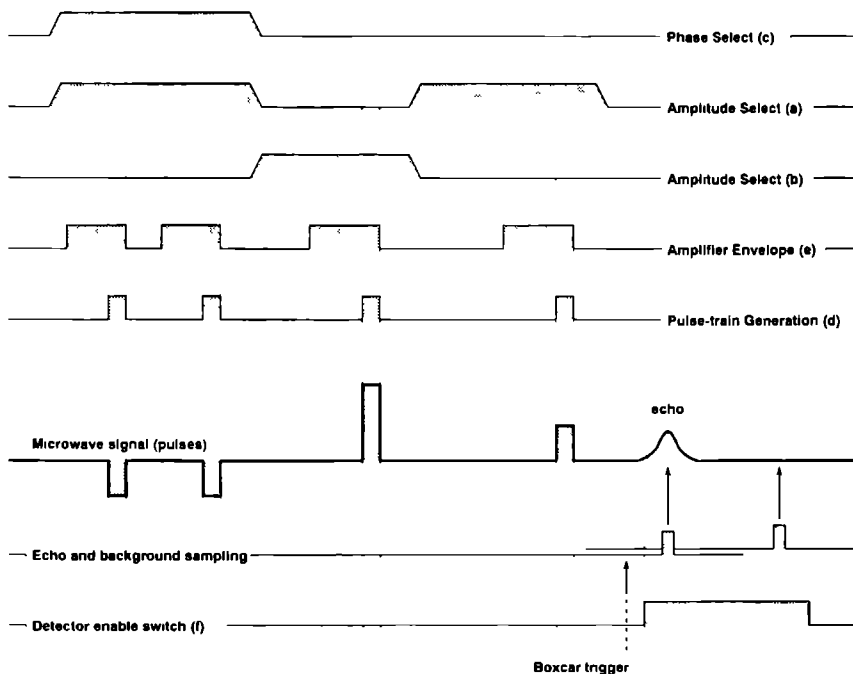 Phase Select (c)
Amplitude Select (a)
Amplitude Select (b)
Amplifier Envelope (e)
Pulse-train Generation (d)
echo
Microwave signal (pulses)
Echo and background sampling
Detector enable switch (f)
Boxcar trigger